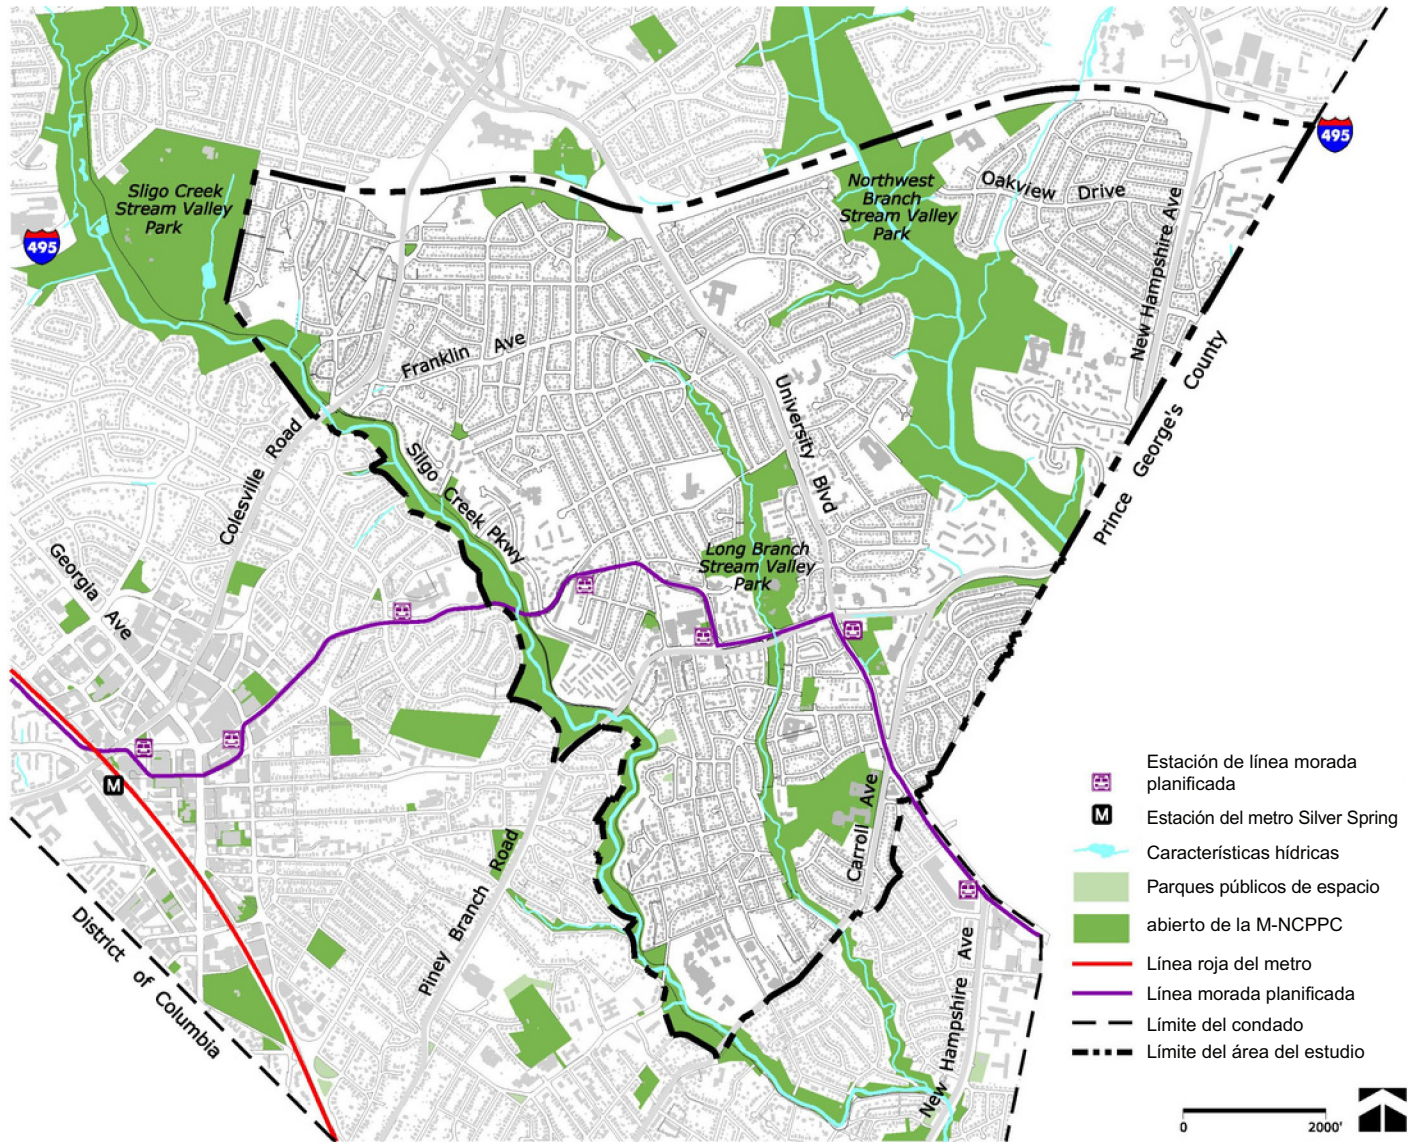 495
Sligo Creek
Stream Valley
Park
495
Northwest
Branch
Stream Valley
Park
Oakview Drive
New Hampshire Ave
Franklin Ave
University Blvd
Prince George's County
Colesville Road
Sligo Creek Pkwy
Georgia Ave
Long Branch
Stream Valley
Park
M
Carroll Ave
Piney Branch Road
District of Columbia
New Hampshire Ave
Estación de línea morada
planificada
M
Estación del metro Silver Spring
Características hídricas
Parques públicos de espacio
abierto de la M-NCPPC
Línea roja del metro
Línea morada planificada
Límite del condado
Límite del área del estudio
0 2000'